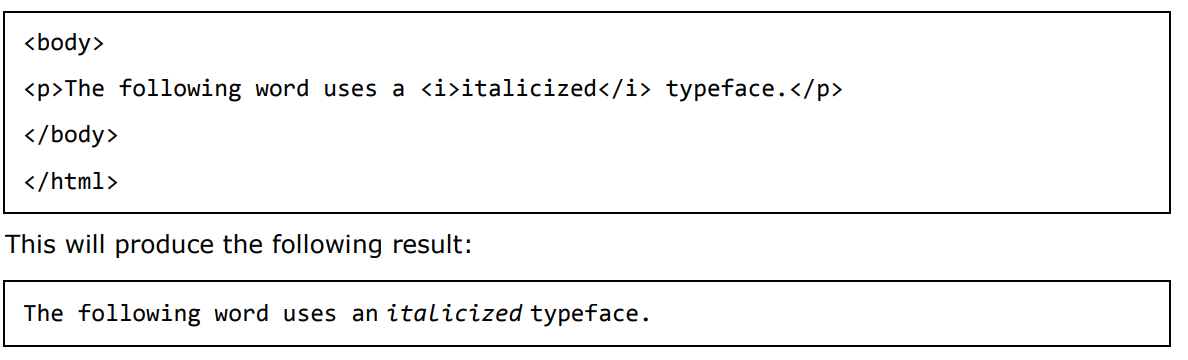 <body>
<p>The following word uses a <i>italicized</i> typeface.</p>
</body>
</html>
This will produce the following result:
The following word uses an italicized typeface.